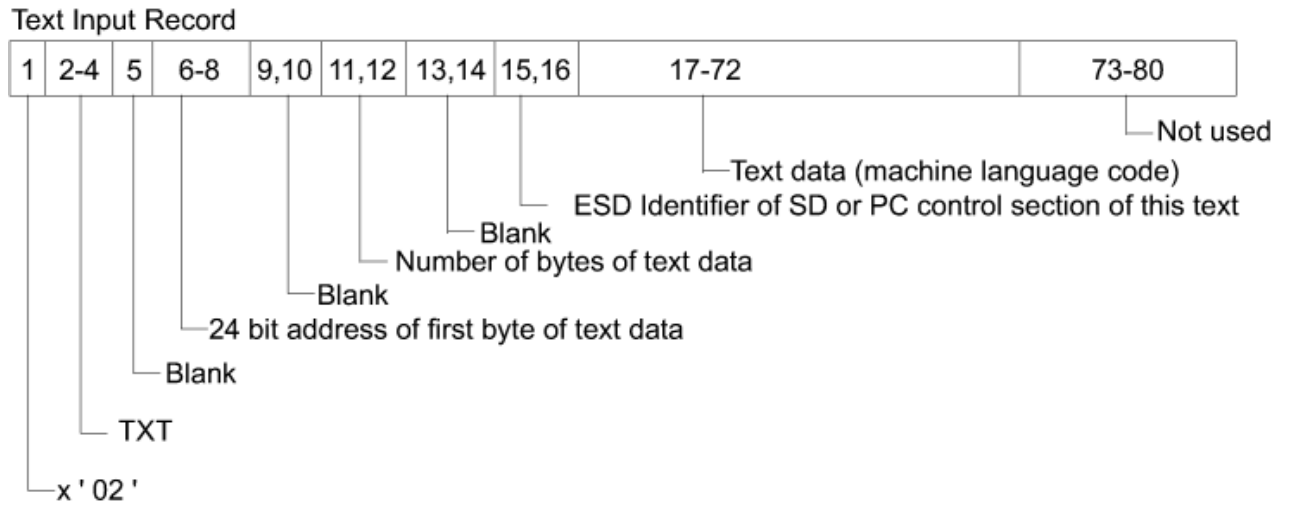 Text Input Record
1 2-4 5 6-8 9,10 11,12 13,14 15,16 17-72 73-80
Not used
Text data (machine language code)
ESD Identifier of SD or PC control section of this text
Blank
Number of bytes of text data
Blank
24 bit address of first byte of text data
Blank
TXT
x ' 02 '